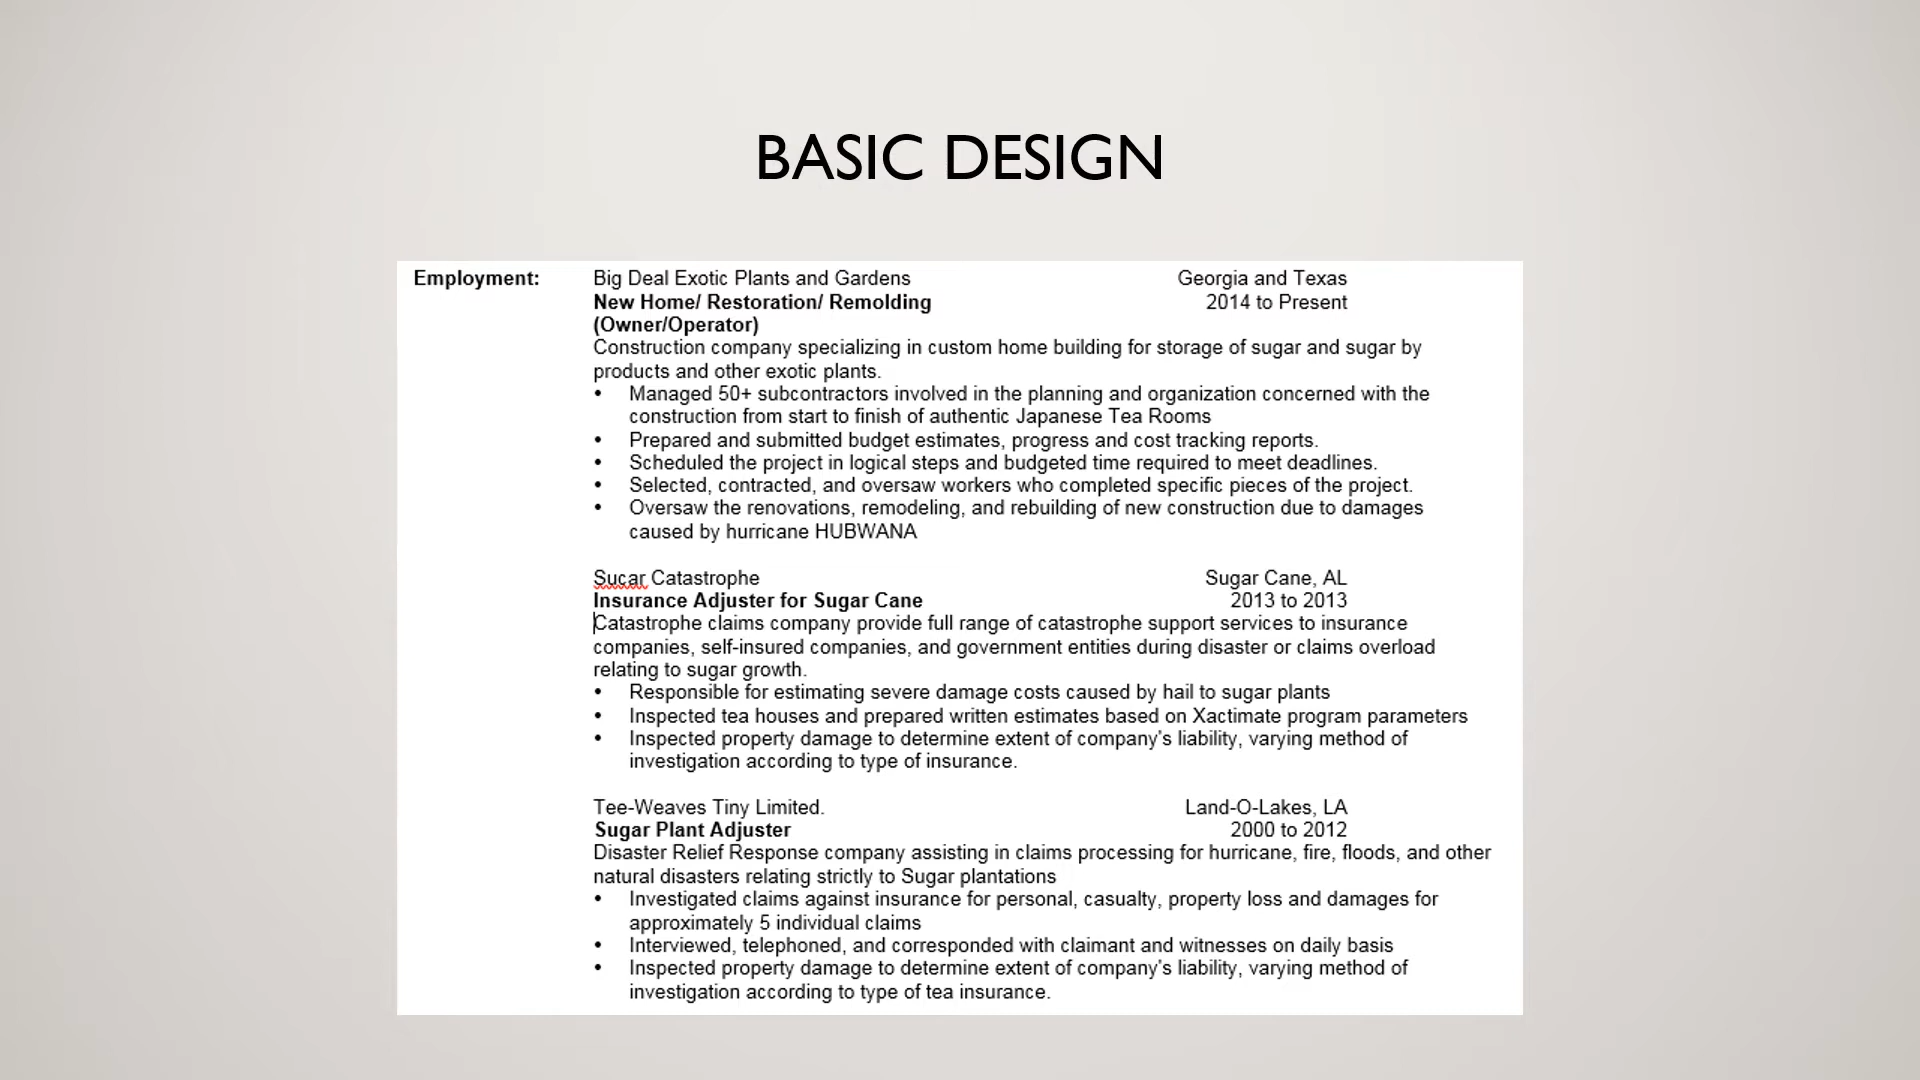 BASIC DESIGN
Employment: Big Deal Exotic Plants and Gardens Georgia and Texas
New Home/ Restoration/ Remolding 2014 to Present
(Owner/Operator)
Construction company specializing in custom home building for storage of sugar and sugar by
products and other exotic plants.
• Managed 50+ subcontractors involved in the planning and organization concerned with the
construction from start to finish of authentic Japanese Tea Rooms
• Prepared and submitted budget estimates, progress and cost tracking reports.
• Scheduled the project in logical steps and budgeted time required to meet deadlines.
• Selected, contracted, and oversaw workers who completed specific pieces of the project.
• Oversaw the renovations, remodeling, and rebuilding of new construction due to damages
caused by hurricane HUBWANA
Sucar Catastrophe Sugar Cane, AL
Insurance Adjuster for Sugar Cane 2013 to 2013
Catastrophe claims company provide full range of catastrophe support services to insurance
companies, self-insured companies, and government entities during disaster or claims overload
relating to sugar growth.
• Responsible for estimating severe damage costs caused by hail to sugar plants
• Inspected tea houses and prepared written estimates based on Xactimate program parameters
• Inspected property damage to determine extent of company's liability, varying method of
investigation according to type of insurance.
Tee-Weaves Tiny Limited. Land-O-Lakes, LA
Sugar Plant Adjuster 2000 to 2012
Disaster Relief Response company assisting in claims processing for hurricane, fire, floods, and other
natural disasters relating strictly to Sugar plantations
• Investigated claims against insurance for personal, casualty, property loss and damages for
approximately 5 individual claims
• Interviewed, telephoned, and corresponded with claimant and witnesses on daily basis
• Inspected property damage to determine extent of company's liability, varying method of
investigation according to type of tea insurance.